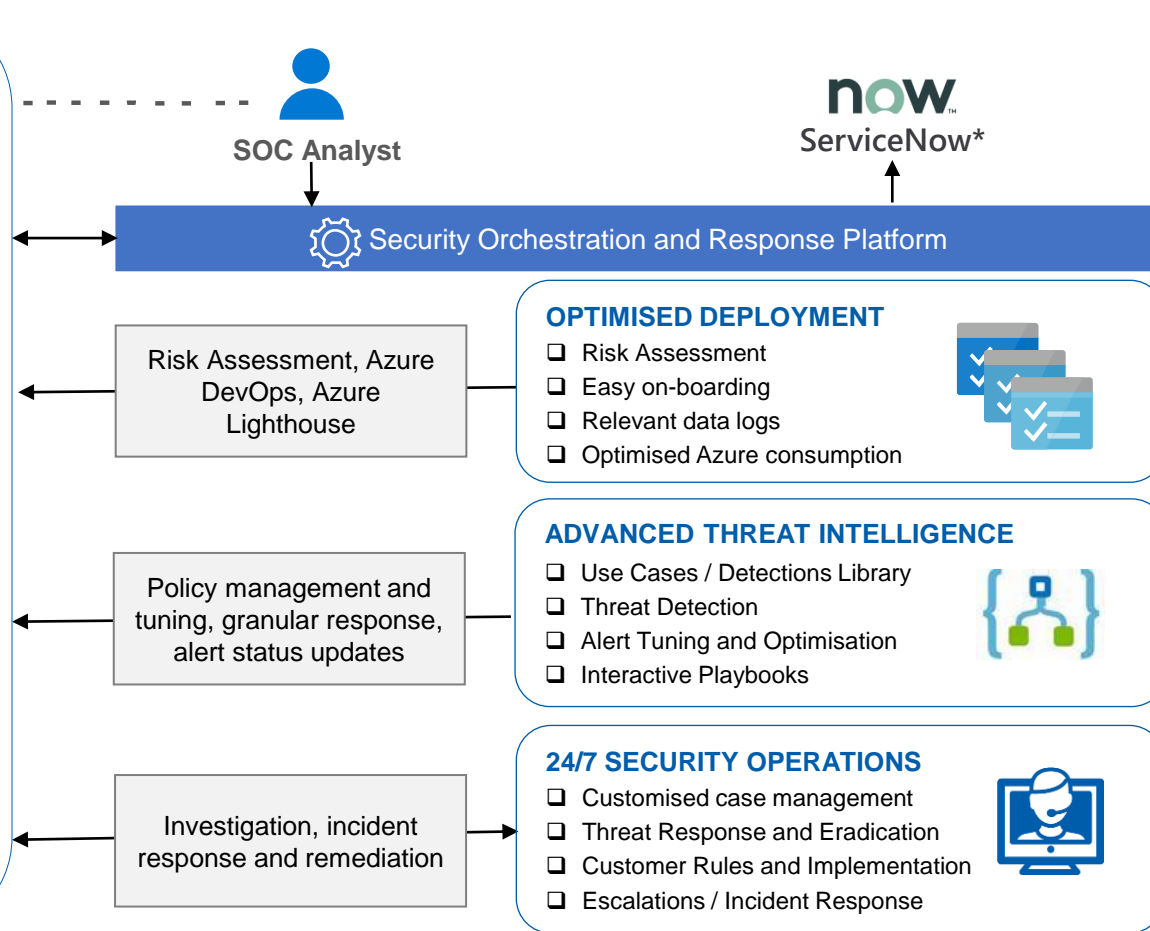 now™
SOC Analyst
ServiceNow*
Security Orchestration and Response Platform
Risk Assessment, Azure
DevOps, Azure
Lighthouse
OPTIMISED DEPLOYMENT
Risk Assessment
Easy on-boarding
Relevant data logs
Optimised Azure consumption
Policy management and
tuning, granular response,
alert status updates
ADVANCED THREAT INTELLIGENCE
Use Cases / Detections Library
Threat Detection
Alert Tuning and Optimisation
Interactive Playbooks
Investigation, incident
response and remediation
24/7 SECURITY OPERATIONS
Customised case management
Threat Response and Eradication
Customer Rules and Implementation
Escalations / Incident Response